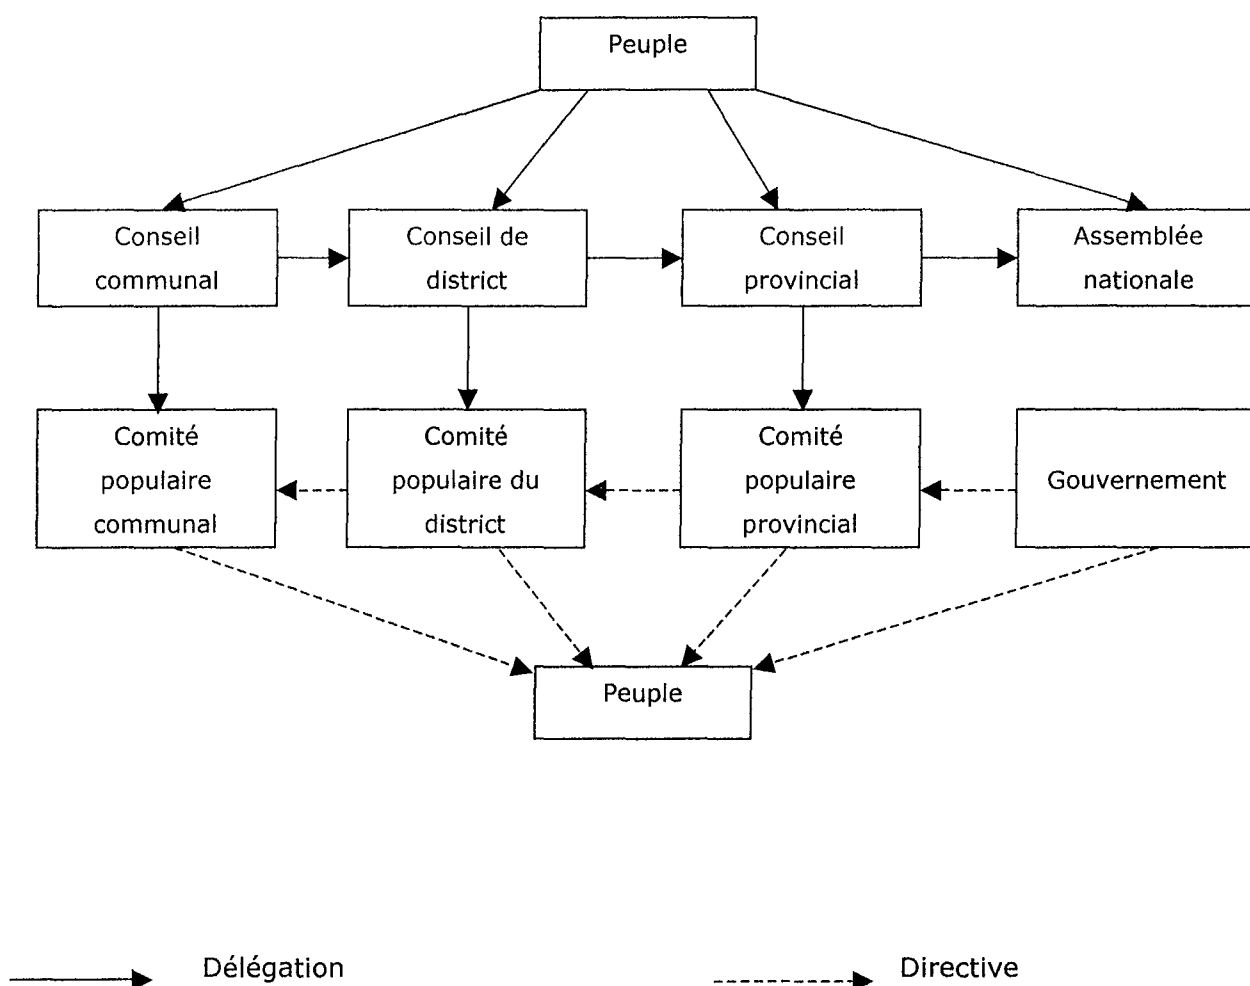 Peuple
Conseil
communal
Conseil de
district
Conseil
provincial
Assemblée
nationale
Comité
populaire
communal
Comité
populaire du
district
Comité
populaire
provincial
Gouvernement
Peuple
Délégation
Directive